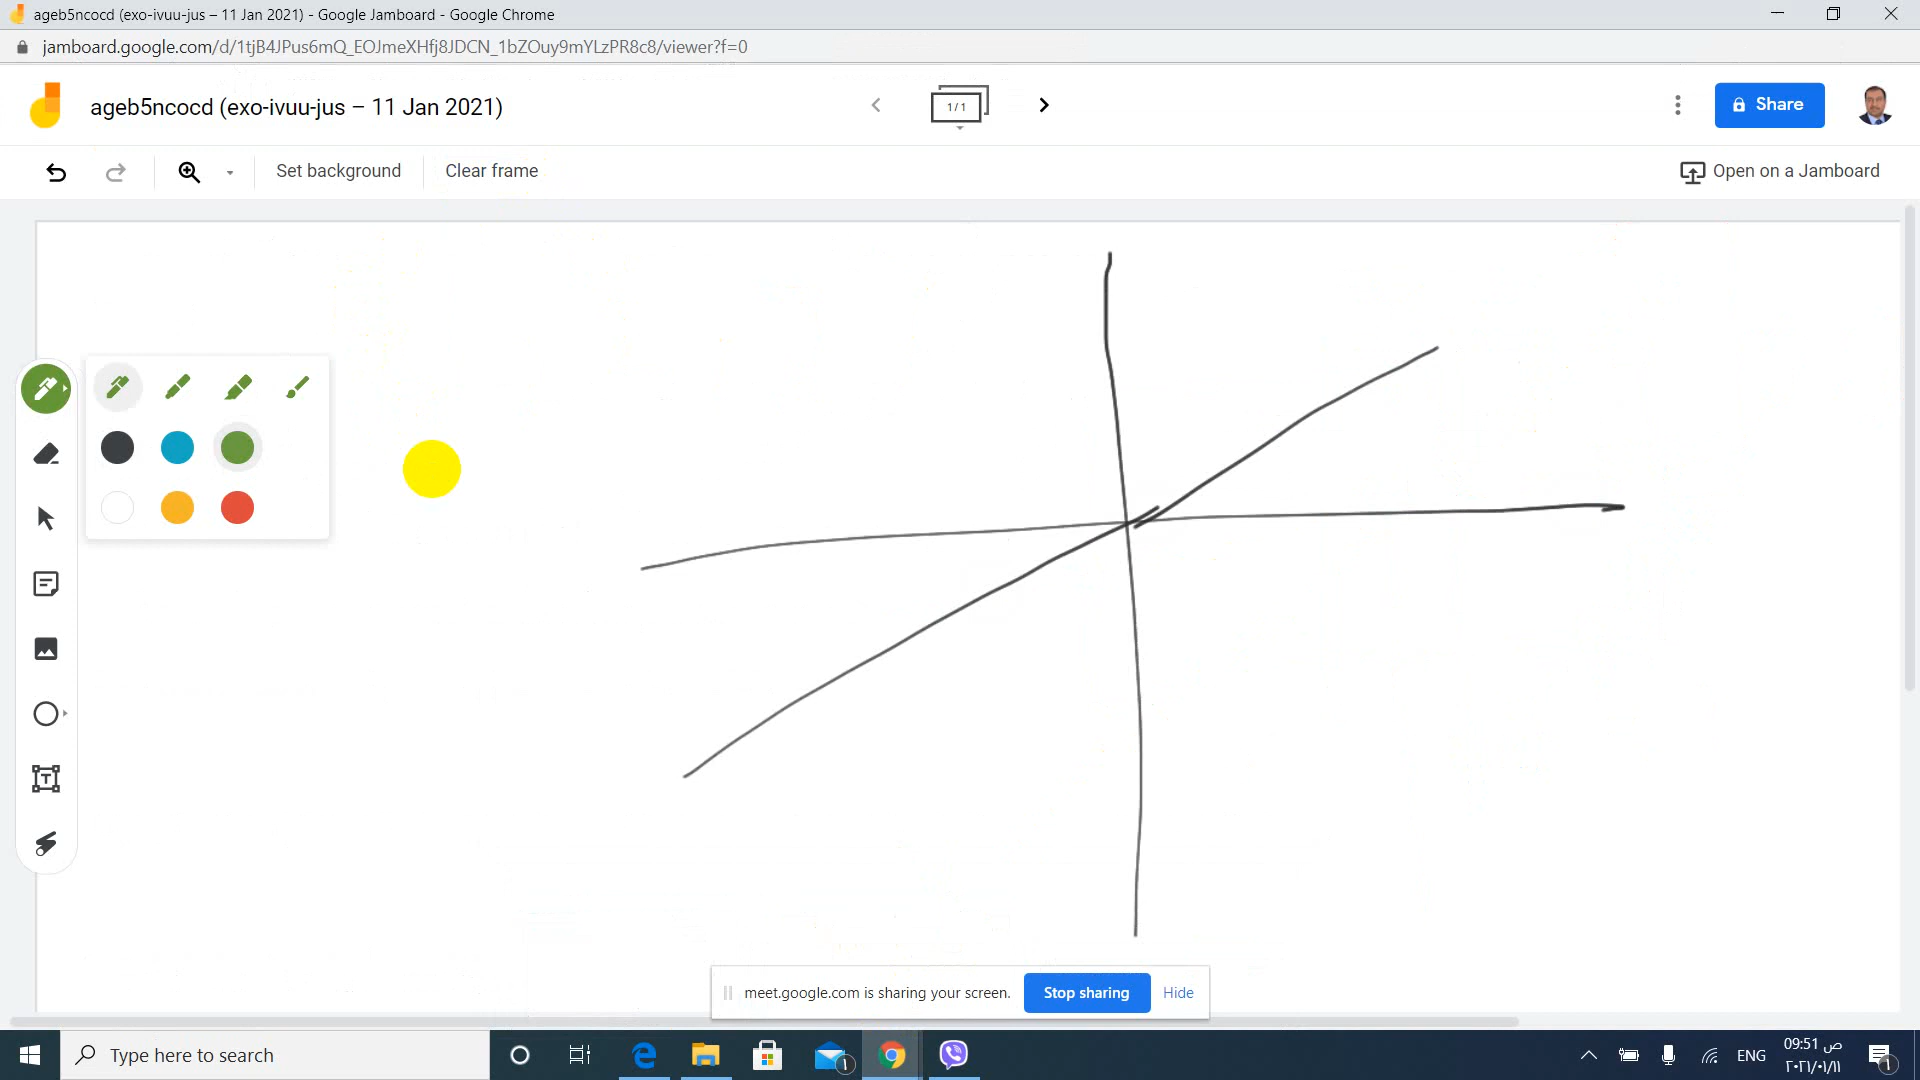 ageb5ncocd (exo-ivuu-jus – 11 Jan 2021) - Google Jamboard - Google Chrome
jamboard.google.com/d/1tjB4JPus6mQ_EOJmeXHfj8JDCN_1bZOuy9mYLzPR8c8/viewer?f=0
ageb5ncocd (exo-ivuu-jus – 11 Jan 2021)
1/1
Share
Set background
Clear frame
Open on a Jamboard
meet.google.com is sharing your screen.
Stop sharing
Hide
Type here to search
١
ENG
09:51 ص
٢٠٢١/٠١/١١
١